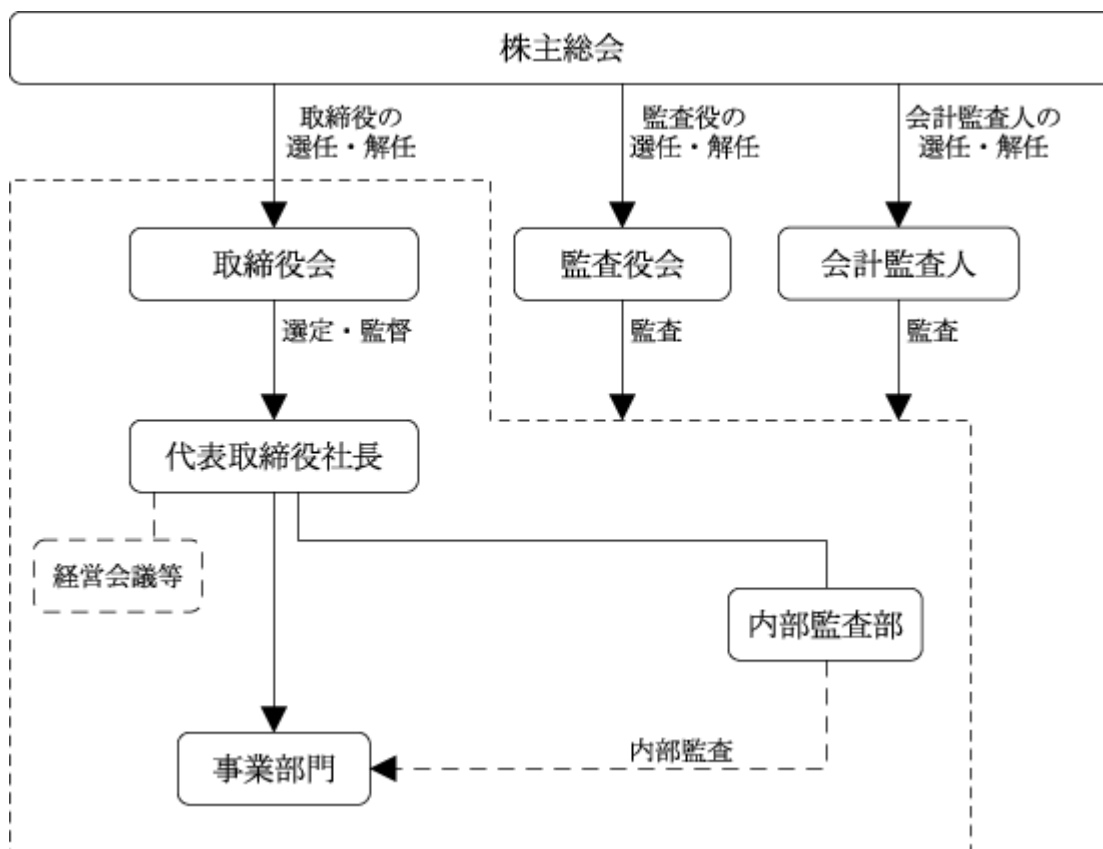 株主総会
取締役の
選任・解任
監査役の
選任・解任
会計監査人の
選任・解任
取締役会
監査役会
会計監査人
選定・監督
監査
監査
代表取締役社長
経営会議等
内部監査部
内部監査
事業部門